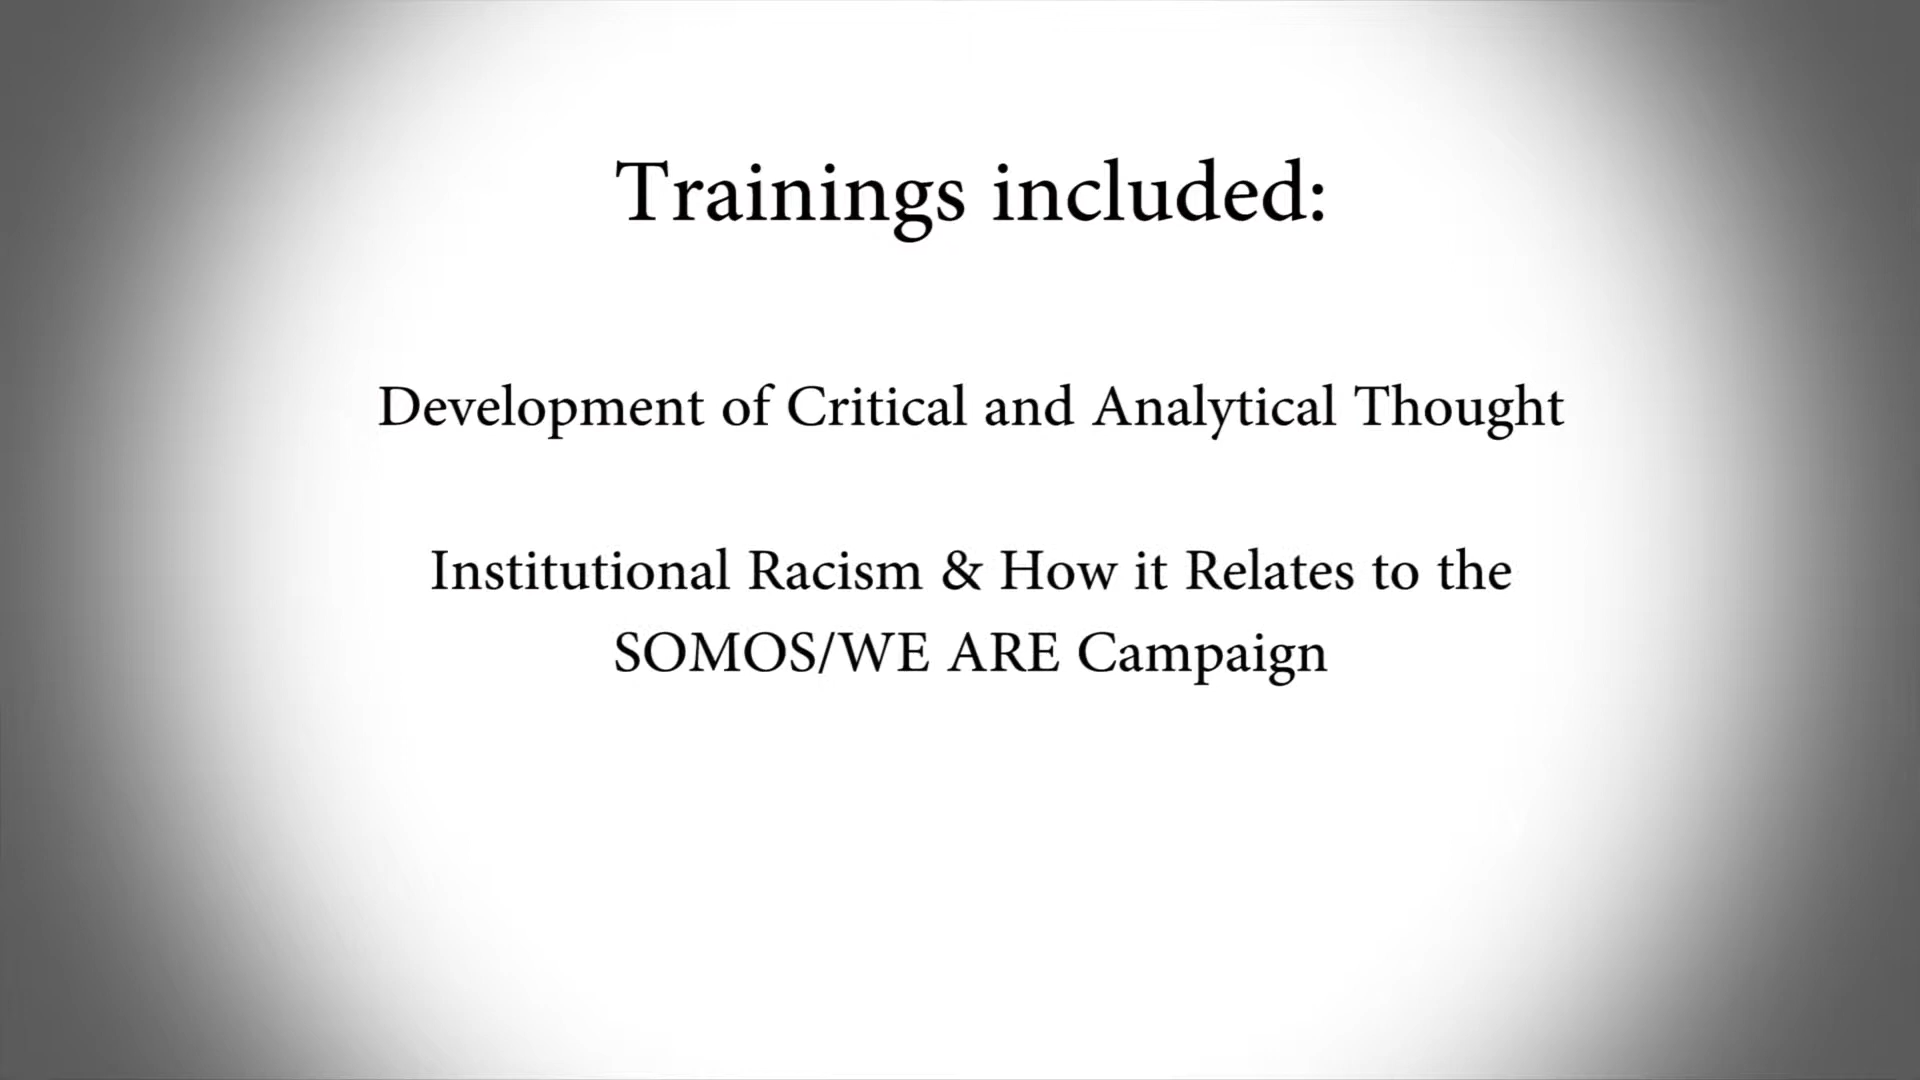 Trainings included:
Development of Critical and Analytical Thought
Institutional Racism & How it Relates to the
SOMOS/WE ARE Campaign